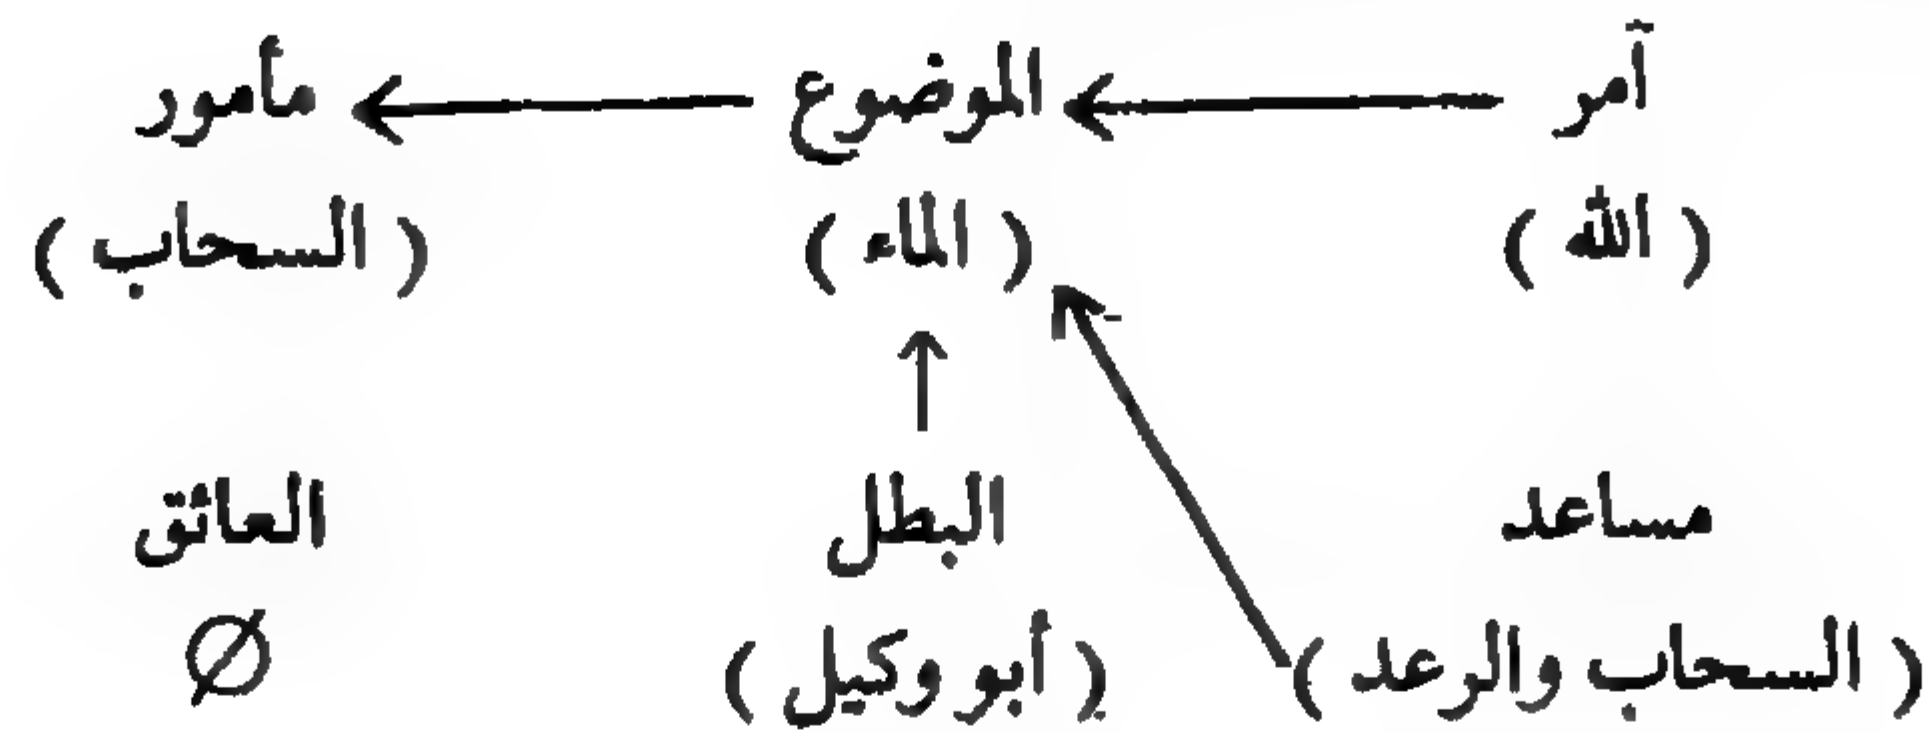 آمر الموضوع مأمور
( الله ) ( الماء ) ( السحاب )
مساعد البطل العائق
( السحاب والرعد ) ( أبو وكيل ) Ø